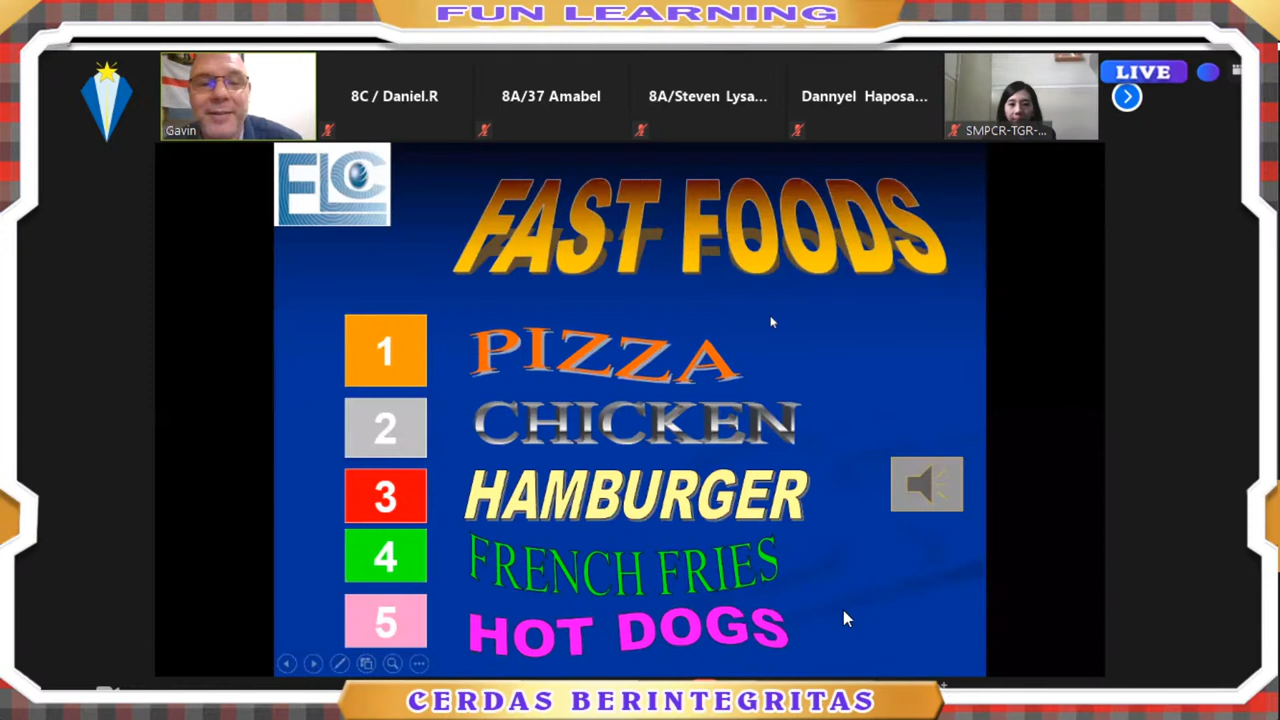 FUN LEARNING
LIVE
Gavin
8C / Daniel.R
8A/37 Amabel
8A/Steven Lysa...
Dannyel Haposa...
SMPCR-TGR-...
ELCC
FAST FOODS
1 PIZZA
2 CHICKEN
3 HAMBURGER
4 FRENCH FRIES
5 HOT DOGS
CERDAS BERINTEGRITAS